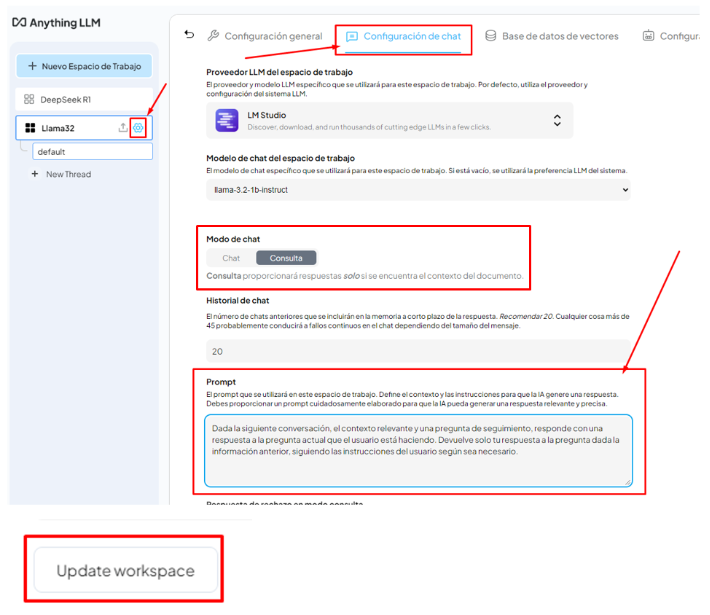 Anything LLM
Configuración general
Configuración de chat
Base de datos de vectores
Configur
+ Nuevo Espacio de Trabajo
DeepSeek R1
Llama32
default
+ New Thread
Proveedor LLM del espacio de trabajo
El proveedor y modelo LLM específico que se utilizará para este espacio de trabajo. Por defecto, utiliza el proveedor y
configuración del sistema LLM.
LM Studio
Discover, download, and run thousands of cutting edge LLMs in a few clicks.
Modelo de chat del espacio de trabajo
El modelo de chat específico que se utilizará para este espacio de trabajo. Si está vacío, se utilizará la preferencia LLM del sistema.
llama-3.2-1b-instruct
Modo de chat
Chat
Consulta
Consulta proporcionará respuestas solo si se encuentra el contexto del documento.
Historial de chat
El número de chats anteriores que se incluirán en la memoria a corto plazo de la respuesta. Recomendar 20. Cualquier cosa más de
45 probablemente conducirá a fallos continuos en el chat dependiendo del tamaño del mensaje.
20
Prompt
El prompt que se utilizará en este espacio de trabajo. Define el contexto y las instrucciones para que la IA genere una respuesta.
Debes proporcionar un prompt cuidadosamente elaborado para que la IA pueda generar una respuesta relevante y precisa.
Dada la siguiente conversación, el contexto relevante y una pregunta de seguimiento, responde con una
respuesta a la pregunta actual que el usuario está haciendo. Devuelve solo tu respuesta a la pregunta dada la
información anterior, siguiendo las instrucciones del usuario según sea necesario.
Respuesta de rechazo en modo consulta
Update workspace